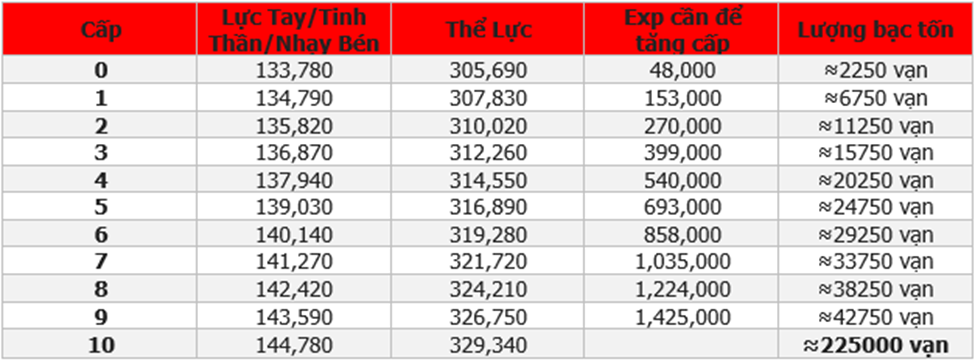 Cấp Lực Tay/Tinh Thần/Nhạy Bén Thể Lực Exp cần để tăng cấp Lượng bạc tốn
0 133,780 305,690 48,000 ≈2250 vạn
1 134,790 307,830 153,000 ≈6750 vạn
2 135,820 310,020 270,000 ≈11250 vạn
3 136,870 312,260 399,000 ≈15750 vạn
4 137,940 314,550 540,000 ≈20250 vạn
5 139,030 316,890 693,000 ≈24750 vạn
6 140,140 319,280 858,000 ≈29250 vạn
7 141,270 321,720 1,035,000 ≈33750 vạn
8 142,420 324,210 1,224,000 ≈38250 vạn
9 143,590 326,750 1,425,000 ≈42750 vạn
10 144,780 329,340 ≈225000 vạn